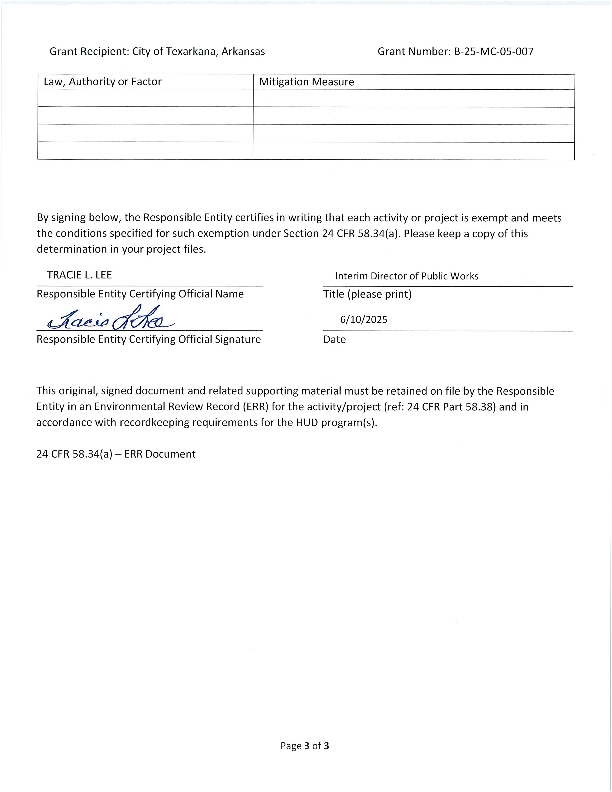 Grant Recipient: City of Texarkana, Arkansas Grant Number: B-25-MC-05-007
Law, Authority or Factor Mitigation Measure
By signing below, the Responsible Entity certifies in writing that each activity or project is exempt and meets
the conditions specified for such exemption under Section 24 CFR 58.34(a). Please keep a copy of this
determination in your project files.
TRACIE L. LEE Interim Director of Public Works
Responsible Entity Certifying Official Name Title (please print)
Tracie L. Lee 6/10/2025
Responsible Entity Certifying Official Signature Date
This original, signed document and related supporting material must be retained on file by the Responsible
Entity in an Environmental Review Record (ERR) for the activity/project (ref: 24 CFR Part 58.38) and in
accordance with recordkeeping requirements for the HUD program(s).
24 CFR 58.34(a) – ERR Document
Page 3 of 3